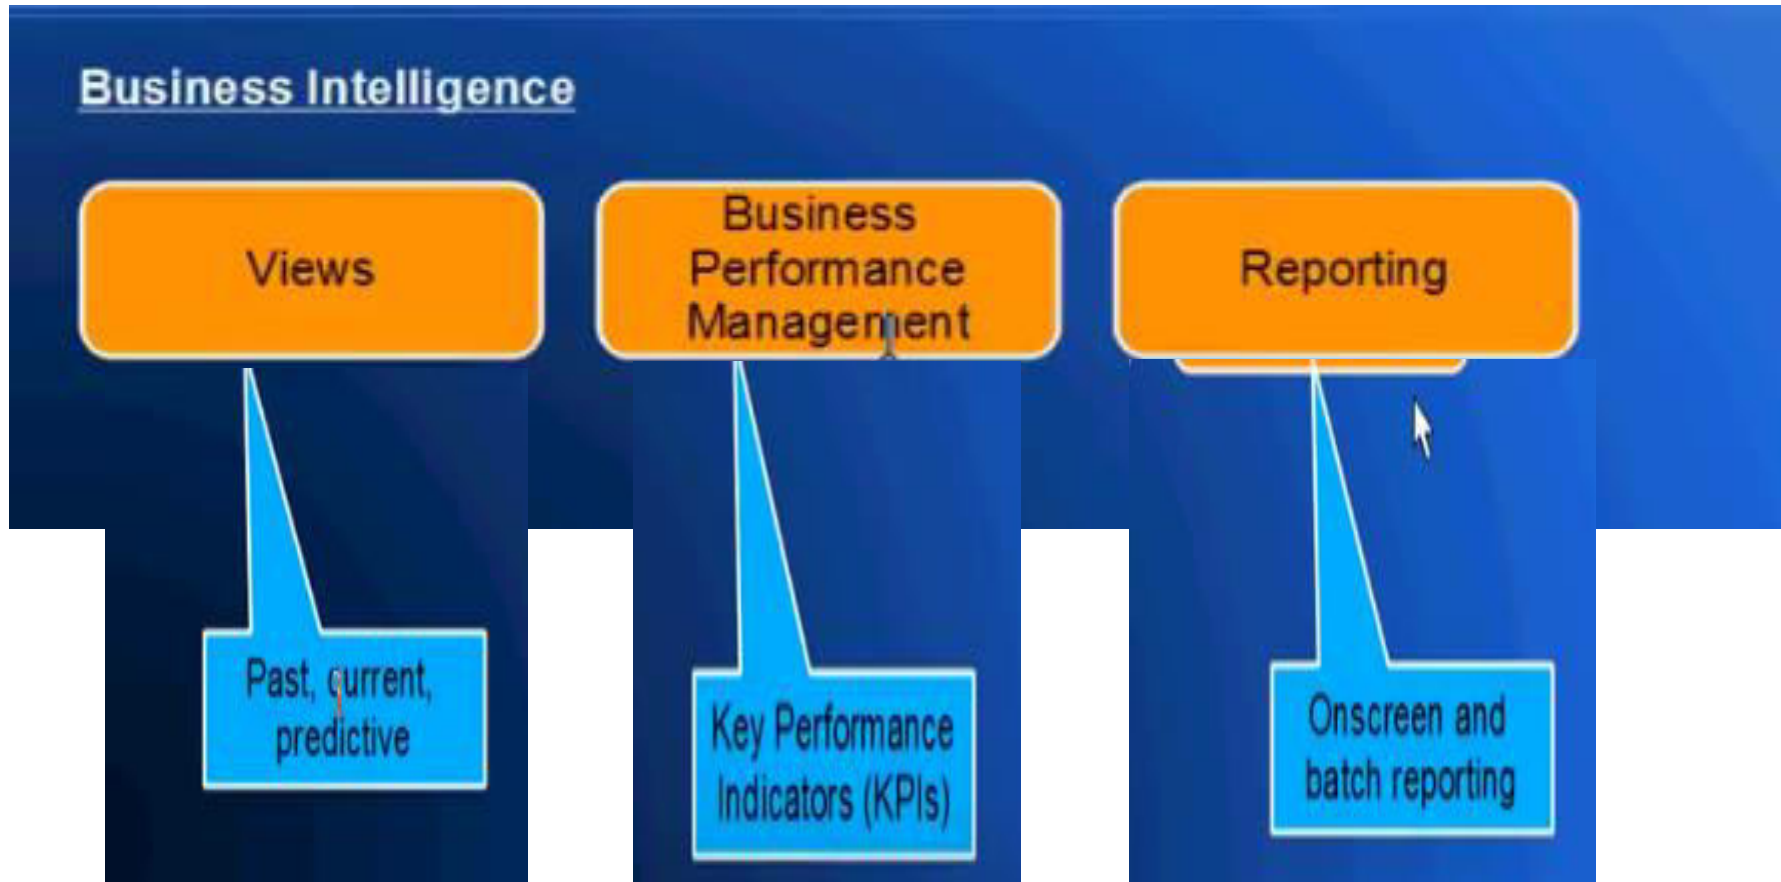 Business Intelligence
Views
Business
Performance
Management
Reporting
Past, current,
predictive
Key Performance
Indicators (KPIs)
Onscreen and
batch reporting